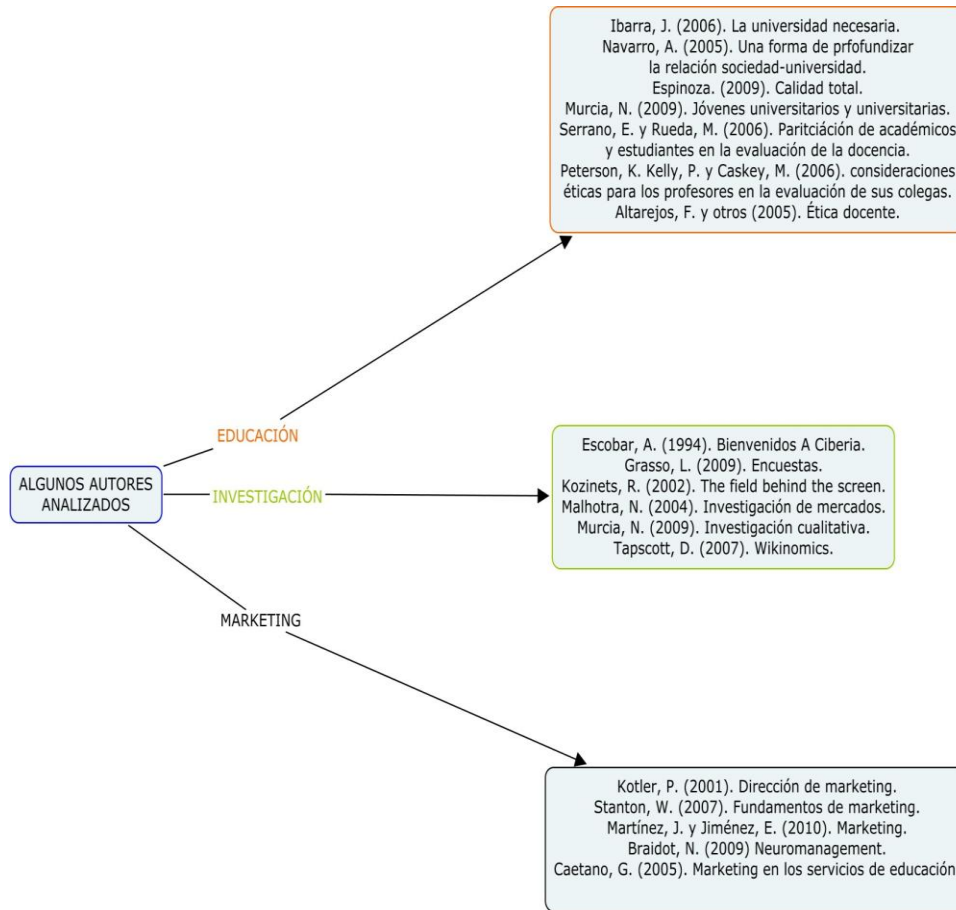 Ibarra, J. (2006). La universidad necesaria.
Navarro, A. (2005). Una forma de prfofundizar
la relación sociedad-universidad.
Espinoza. (2009). Calidad total.
Murcia, N. (2009). Jóvenes universitarios y universitarias.
Serrano, E. y Rueda, M. (2006). Paritciáción de académicos
y estudiantes en la evaluación de la docencia.
Peterson, K. Kelly, P. y Caskey, M. (2006). consideraciones
éticas para los profesores en la evaluación de sus colegas.
Altarejos, F. y otros (2005). Ética docente.
EDUCACIÓN
ALGUNOS AUTORES
ANALIZADOS
INVESTIGACIÓN
Escobar, A. (1994). Bienvenidos A Ciberia.
Grasso, L. (2009). Encuestas.
Kozinets, R. (2002). The field behind the screen.
Malhotra, N. (2004). Investigación de mercados.
Murcia, N. (2009). Investigación cualitativa.
Tapscott, D. (2007). Wikinomics.
MARKETING
Kotler, P. (2001). Dirección de marketing.
Stanton, W. (2007). Fundamentos de marketing.
Martínez, J. y Jiménez, E. (2010). Marketing.
Braidot, N. (2009) Neuromanagement.
Caetano, G. (2005). Marketing en los servicios de educación